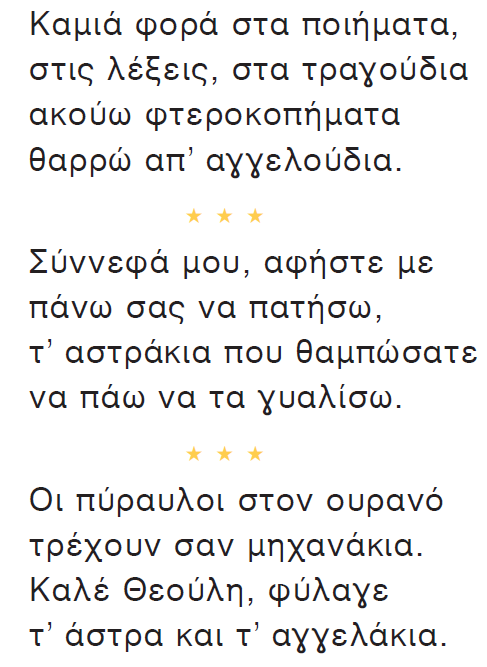 Καμιά φορά στα ποιήματα,
στις λέξεις, στα τραγούδια
ακούω φτεροκοπήματα
θαρρώ απ’ αγγελούδια.
★ ★ ★
Σύννεφά μου, αφήστε με
πάνω σας να πατήσω,
τ’ αστράκια που θαμπώσατε
να πάω να τα γυαλίσω.
★ ★ ★
Οι πύραυλοι στον ουρανό
τρέχουν σαν μηχανάκια.
Καλέ Θεούλη, φύλαγε
τ’ άστρα και τ’ αγγελάκια.